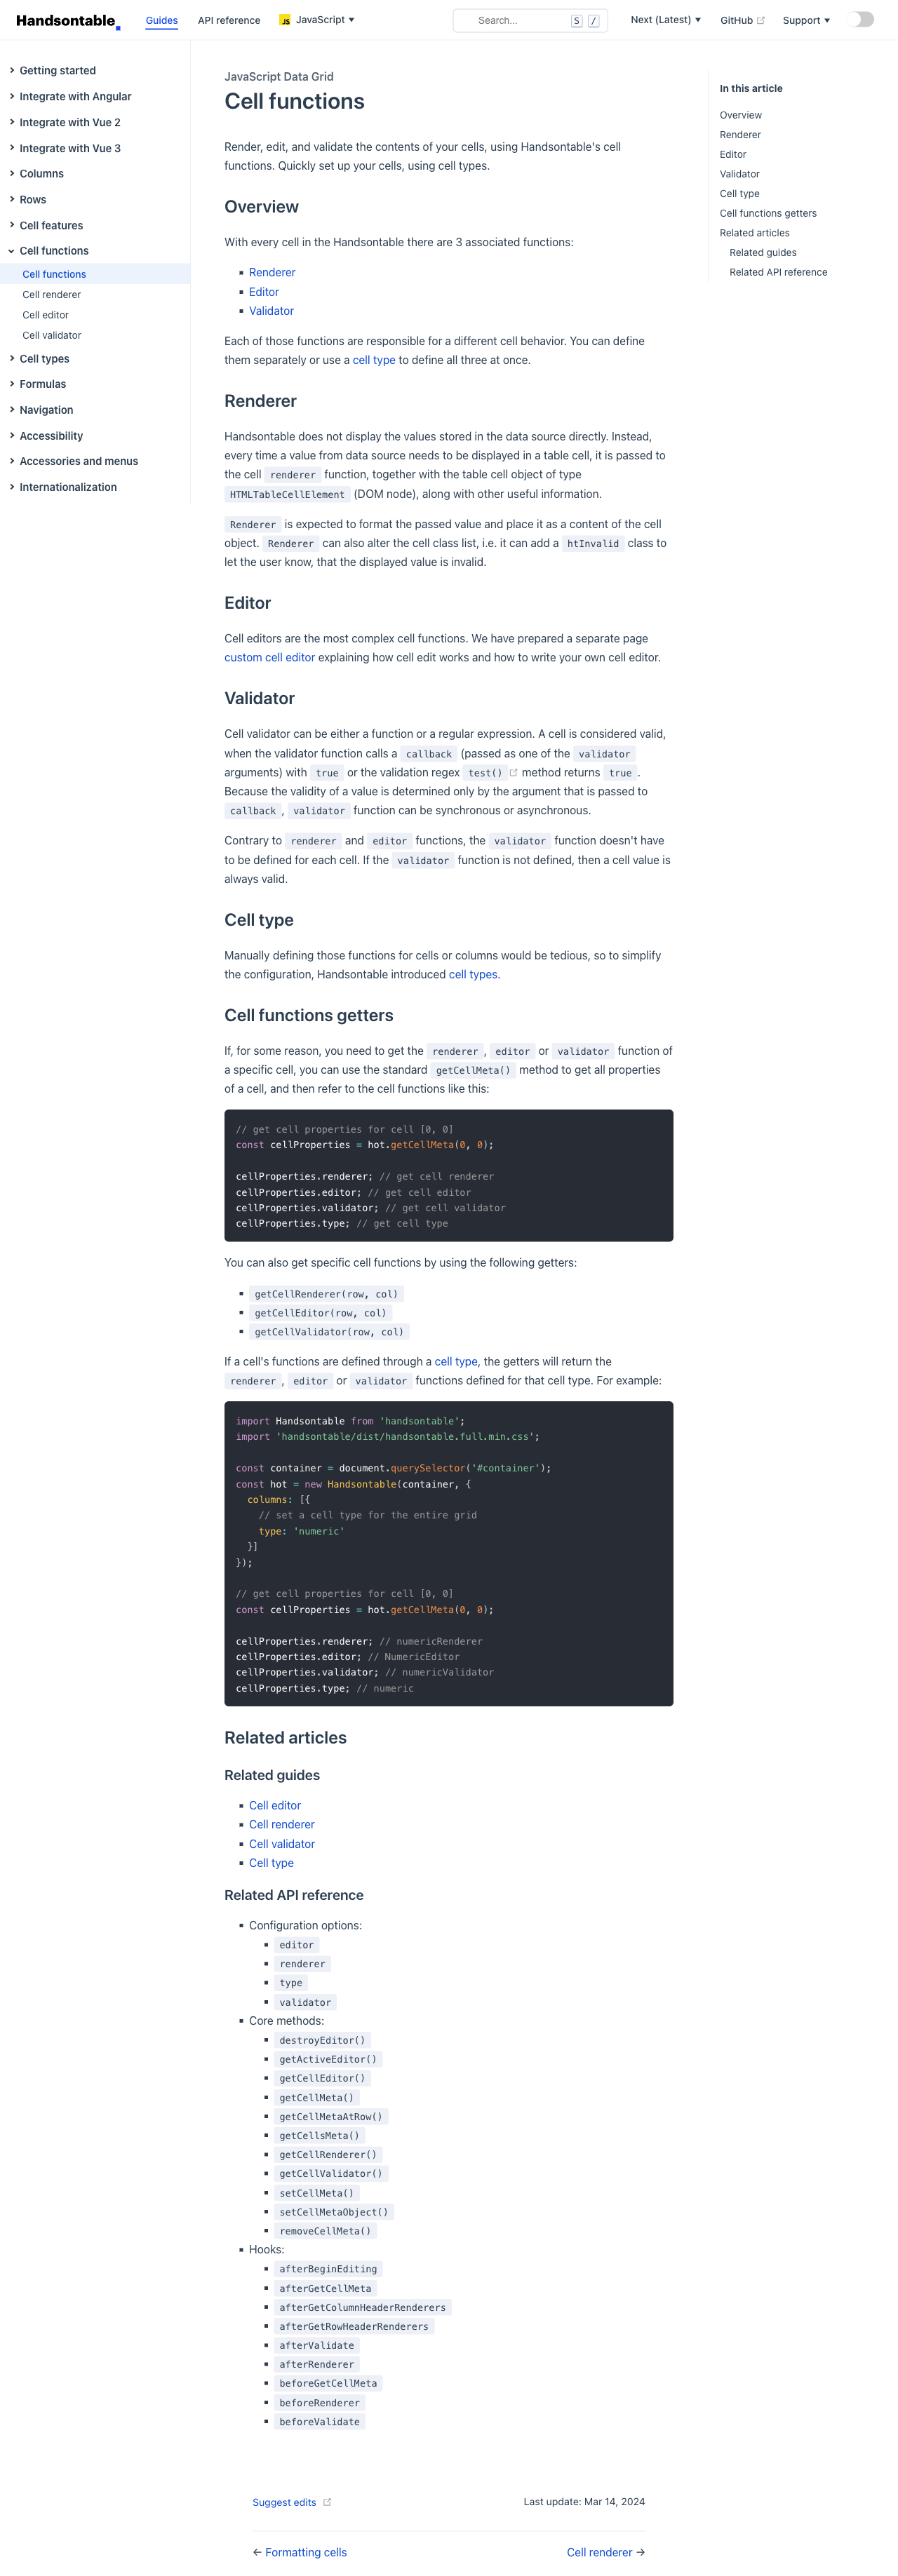 Handsontable
Guides
API reference
JS JavaScript
Search...
S /
Next (Latest)
GitHub
Support
Getting started
Integrate with Angular
Integrate with Vue 2
Integrate with Vue 3
Columns
Rows
Cell features
Cell functions
Cell functions
Cell renderer
Cell editor
Cell validator
Cell types
Formulas
Navigation
Accessibility
Accessories and menus
Internationalization
JavaScript Data Grid
Cell functions
Render, edit, and validate the contents of your cells, using Handsontable's cell
functions. Quickly set up your cells, using cell types.
Overview
With every cell in the Handsontable there are 3 associated functions:
Renderer
Editor
Validator
Each of those functions are responsible for a different cell behavior. You can define
them separately or use a cell type to define all three at once.
Renderer
Handsontable does not display the values stored in the data source directly. Instead,
every time a value from data source needs to be displayed in a table cell, it is passed to
the cell renderer function, together with the table cell object of type
HTMLTableCellElement (DOM node), along with other useful information.
Renderer is expected to format the passed value and place it as a content of the cell
object. Renderer can also alter the cell class list, i.e. it can add a htInvalid class to
let the user know, that the displayed value is invalid.
Editor
Cell editors are the most complex cell functions. We have prepared a separate page
custom cell editor explaining how cell edit works and how to write your own cell editor.
Validator
Cell validator can be either a function or a regular expression. A cell is considered valid,
when the validator function calls a callback (passed as one of the validator
arguments) with true or the validation regex test() method returns true .
Because the validity of a value is determined only by the argument that is passed to
callback , validator function can be synchronous or asynchronous.
Contrary to renderer and editor functions, the validator function doesn't have
to be defined for each cell. If the validator function is not defined, then a cell value is
always valid.
Cell type
Manually defining those functions for cells or columns would be tedious, so to simplify
the configuration, Handsontable introduced cell types.
Cell functions getters
If, for some reason, you need to get the renderer , editor or validator function of
a specific cell, you can use the standard getCellMeta() method to get all properties
of a cell, and then refer to the cell functions like this:
// get cell properties for cell [0, 0]
const cellProperties = hot.getCellMeta(0, 0);
cellProperties.renderer; // get cell renderer
cellProperties.editor; // get cell editor
cellProperties.validator; // get cell validator
cellProperties.type; // get cell type
You can also get specific cell functions by using the following getters:
getCellRenderer(row, col)
getCellEditor(row, col)
getCellValidator(row, col)
If a cell's functions are defined through a cell type, the getters will return the
renderer , editor or validator functions defined for that cell type. For example:
import Handsontable from 'handsontable';
import 'handsontable/dist/handsontable.full.min.css';
const container = document.querySelector('#container');
const hot = new Handsontable(container, {
columns: [{
// set a cell type for the entire grid
type: 'numeric'
}]
});
// get cell properties for cell [0, 0]
const cellProperties = hot.getCellMeta(0, 0);
cellProperties.renderer; // numericRenderer
cellProperties.editor; // NumericEditor
cellProperties.validator; // numericValidator
cellProperties.type; // numeric
Related articles
Related guides
Cell editor
Cell renderer
Cell validator
Cell type
Related API reference
Configuration options:
editor
renderer
type
validator
Core methods:
destroyEditor()
getActiveEditor()
getCellEditor()
getCellMeta()
getCellMetaAtRow()
getCellsMeta()
getCellRenderer()
getCellValidator()
setCellMeta()
setCellMetaObject()
removeCellMeta()
Hooks:
afterBeginEditing
afterGetCellMeta
afterGetColumnHeaderRenderers
afterGetRowHeaderRenderers
afterValidate
afterRenderer
beforeGetCellMeta
beforeRenderer
beforeValidate
Suggest edits
Last update: Mar 14, 2024
← Formatting cells
Cell renderer →
In this article
Overview
Renderer
Editor
Validator
Cell type
Cell functions getters
Related articles
Related guides
Related API reference